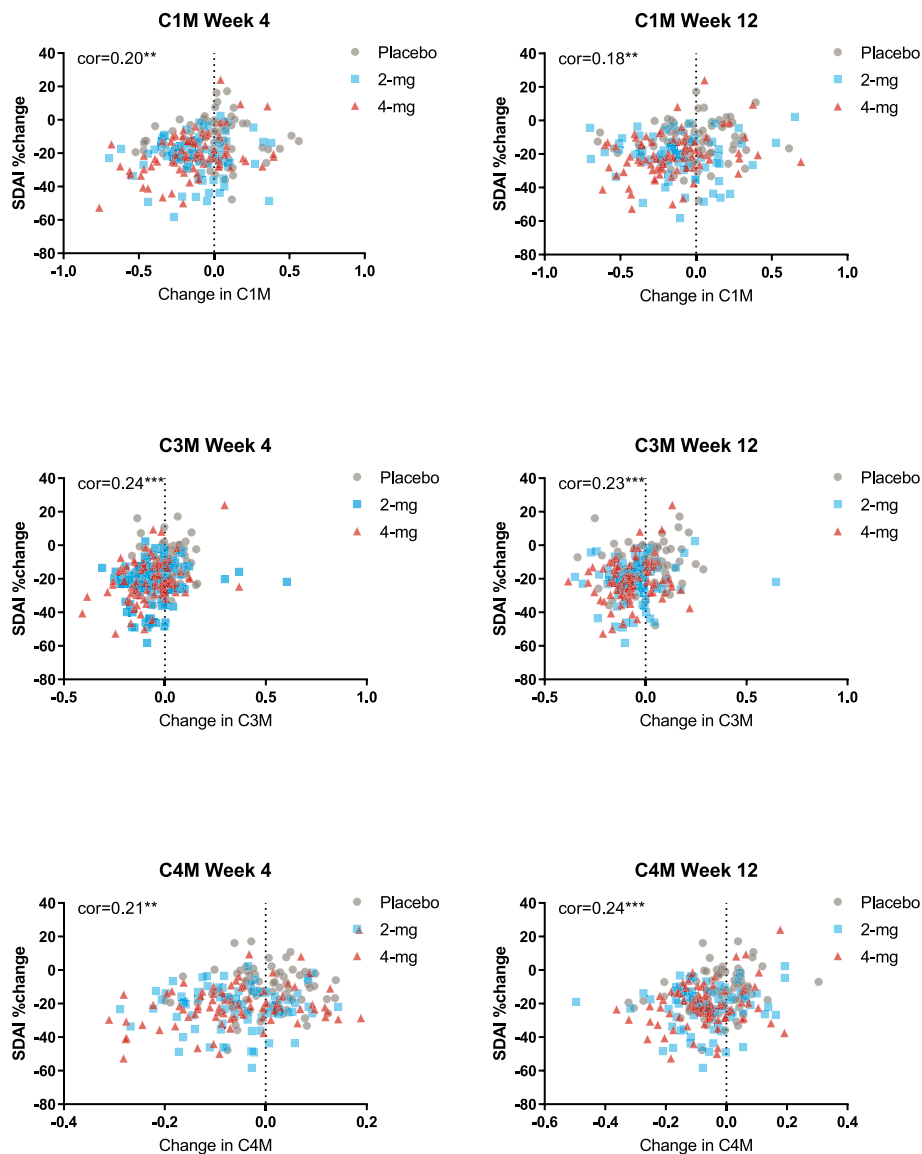 C1M Week 4
cor=0.20**
Placebo
2-mg
4-mg
SDAI %change
40
20
0
-20
-40
-60
-80
-1.0 -0.5 0.0 0.5 1.0
Change in C1M
C1M Week 12
cor=0.18**
Placebo
2-mg
4-mg
SDAI %change
40
20
0
-20
-40
-60
-80
-1.0 -0.5 0.0 0.5 1.0
Change in C1M
C3M Week 4
cor=0.24***
Placebo
2-mg
4-mg
SDAI %change
40
20
0
-20
-40
-60
-80
-0.5 0.0 0.5 1.0
Change in C3M
C3M Week 12
cor=0.23***
Placebo
2-mg
4-mg
SDAI %change
40
20
0
-20
-40
-60
-80
-0.5 0.0 0.5 1.0
Change in C3M
C4M Week 4
cor=0.21**
Placebo
2-mg
4-mg
SDAI %change
40
20
0
-20
-40
-60
-80
-0.4 -0.2 0.0 0.2
Change in C4M
C4M Week 12
cor=0.24***
Placebo
2-mg
4-mg
SDAI %change
40
20
0
-20
-40
-60
-80
-0.6 -0.4 -0.2 0.0 0.2 0.4
Change in C4M